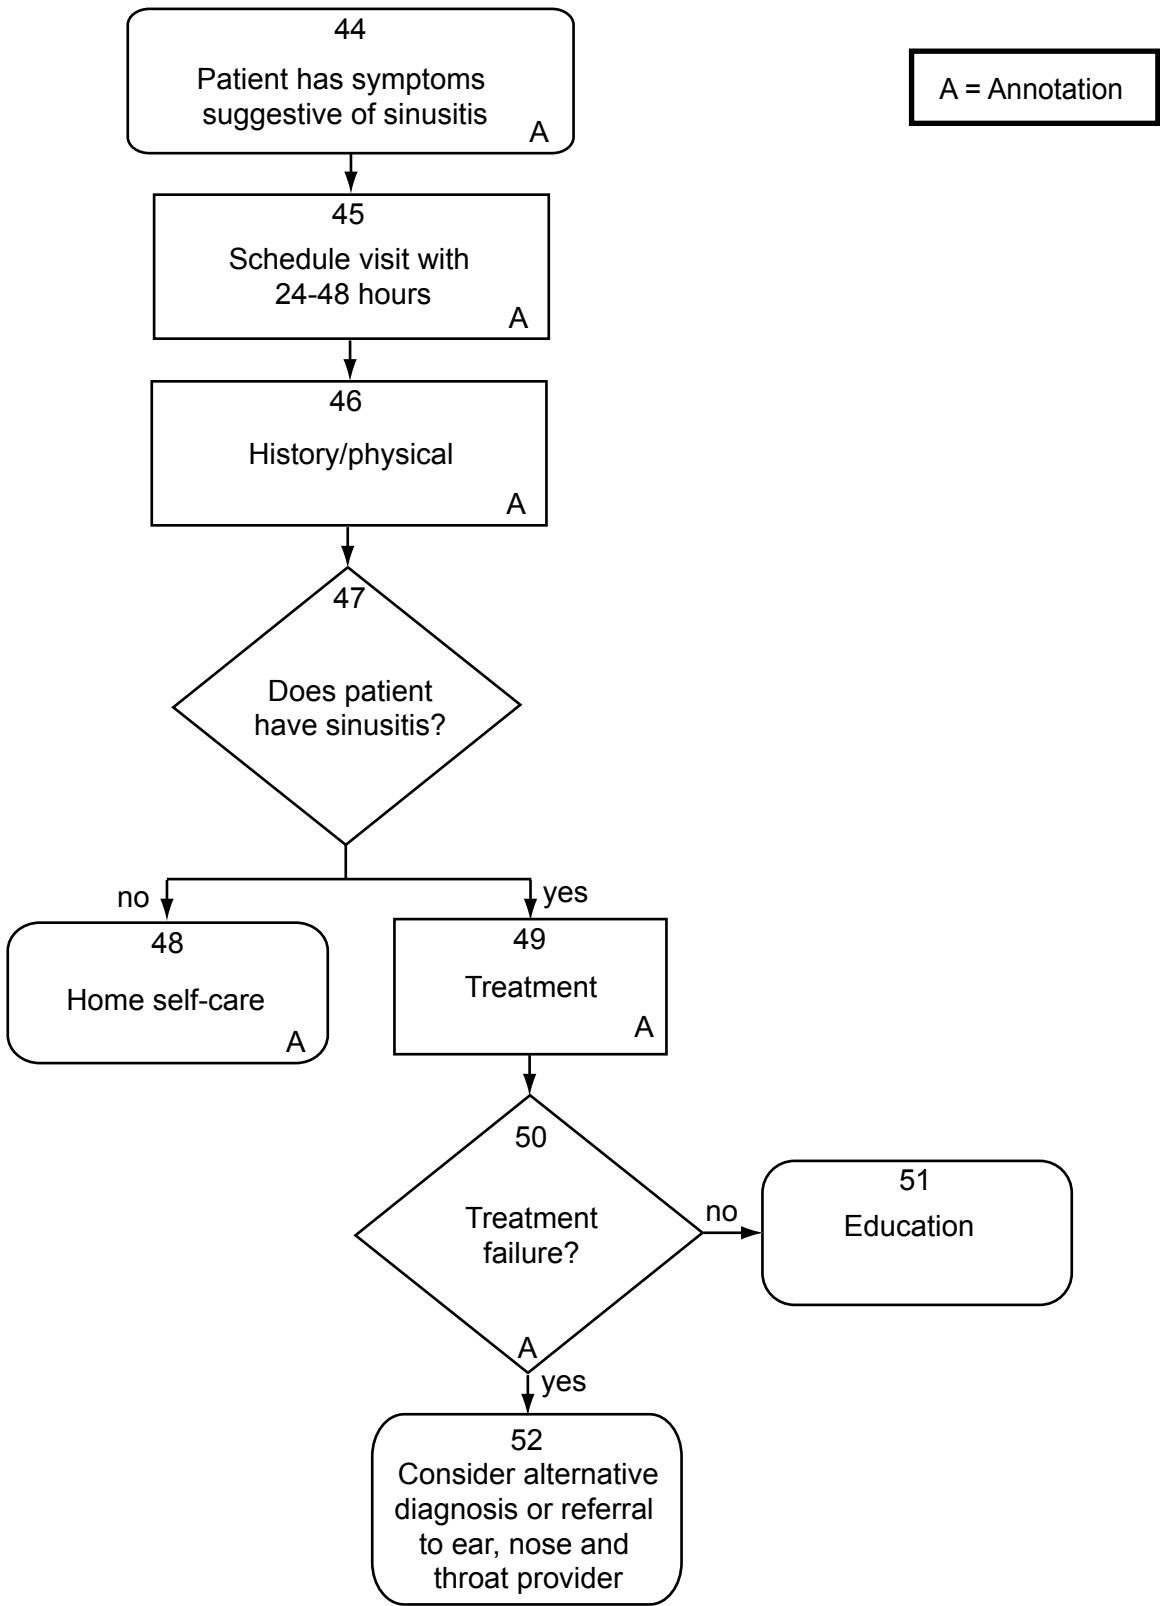 44
Patient has symptoms
suggestive of sinusitis
A
A = Annotation
45
Schedule visit with
24-48 hours
A
46
History/physical
A
47
Does patient
have sinusitis?
no
yes
48
Home self-care
A
49
Treatment
A
50
Treatment
failure?
A
no
51
Education
yes
52
Consider alternative
diagnosis or referral
to ear, nose and
throat provider